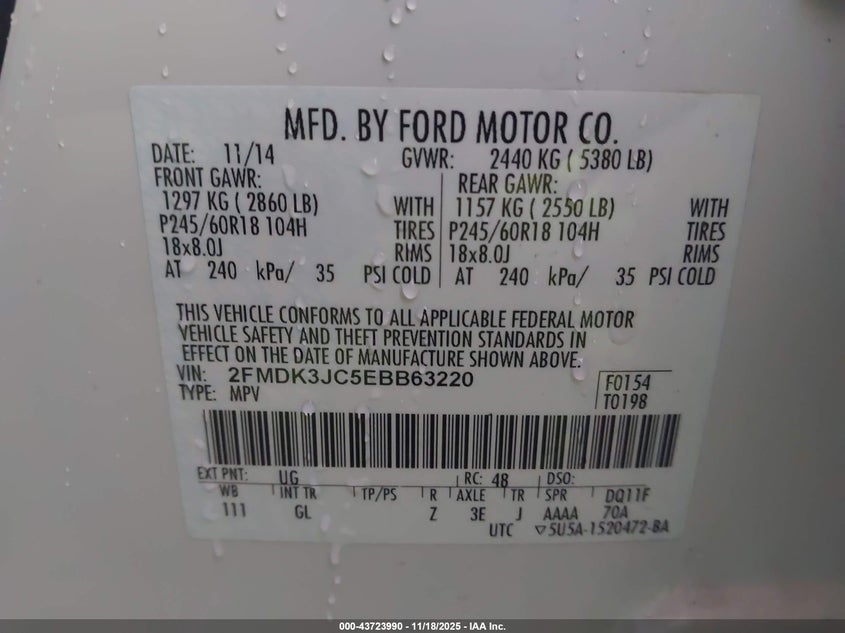 MFD. BY FORD MOTOR CO.
DATE: 11/14 GVWR: 2440 KG ( 5380 LB)
FRONT GAWR: REAR GAWR:
1297 KG ( 2860 LB) WITH 1157 KG ( 2550 LB) WITH
P245/60R18 104H TIRES P245/60R18 104H TIRES
18x8.0J RIMS 18x8.0J RIMS
AT 240 kPa/ 35 PSI COLD AT 240 kPa/ 35 PSI COLD
THIS VEHICLE CONFORMS TO ALL APPLICABLE FEDERAL MOTOR
VEHICLE SAFETY AND THEFT PREVENTION STANDARDS IN
EFFECT ON THE DATE OF MANUFACTURE SHOWN ABOVE.
VIN: 2FMDK3JC5EBB63220 F0154
TYPE: MPV T0198
EXT PNT: UG RC: 48 DSO:
WB INT TR TP/PS R AXLE TR SPR DQ11F
111 GL Z 3E J AAAA 70A
UTC ▽5U5A-1520472-BA
000-43723990 - 11/18/2025 - IAA Inc.